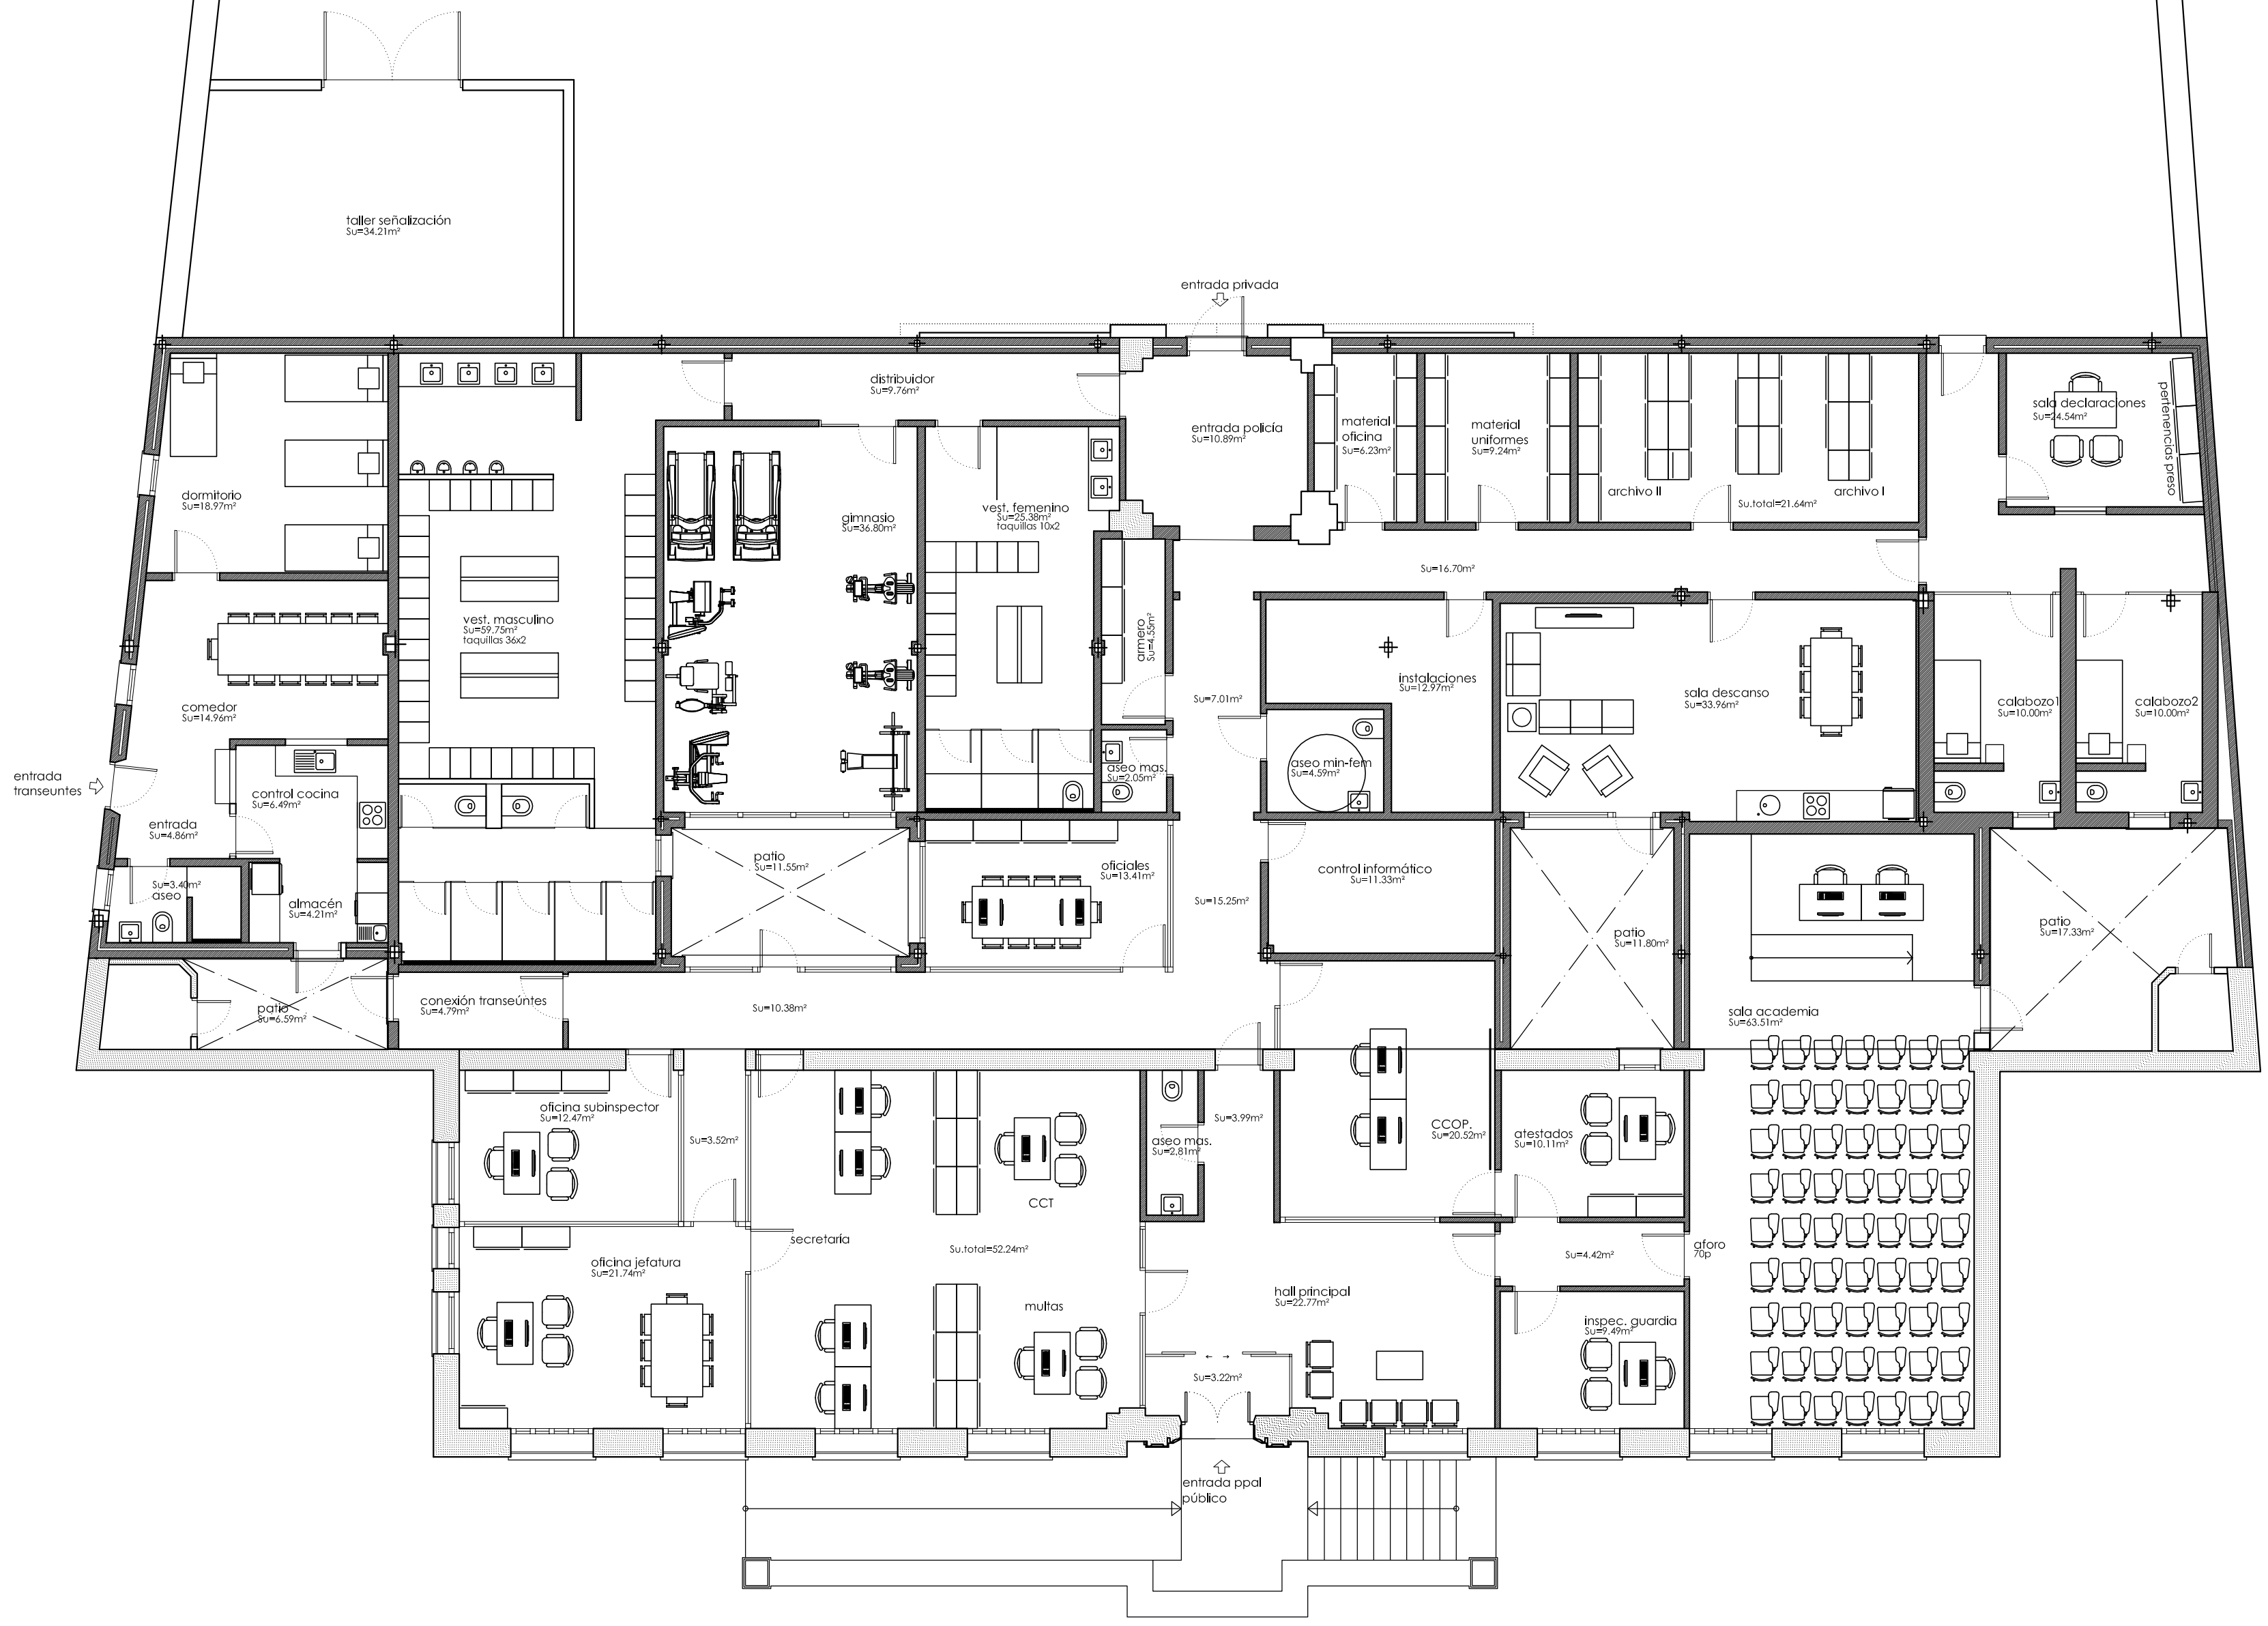 taller señalización
Su=34.21m²
entrada privada
distribuidor
Su=9.76m²
entrada policía
Su=10.89m²
material
oficina
Su=6.23m²
material
uniformes
Su=9.24m²
archivo II
archivo I
Su.total=21.64m²
sala declaraciones
Su=24.54m²
pertenencias preso
dormitorio
Su=18.97m²
gimnasio
Su=36.80m²
vest. femenino
Su=25.38m²
taquillas 10x2
Su=16.70m²
vest. masculino
Su=59.75m²
taquillas 36x2
armero
Su=4.55m²
comedor
Su=14.96m²
Su=7.01m²
instalaciones
Su=12.97m²
sala descanso
Su=33.96m²
calabozo1
Su=10.00m²
calabozo2
Su=10.00m²
entrada
transeuntes
control cocina
Su=6.49m²
aseo mas.
Su=2.05m²
aseo min-fem
Su=4.59m²
entrada
Su=4.86m²
patio
Su=11.55m²
oficiales
Su=13.41m²
control informático
Su=11.33m²
Su=3.40m²
aseo
almacén
Su=4.21m²
Su=15.25m²
patio
Su=11.80m²
patio
Su=17.33m²
patio
Su=6.59m²
conexión transeúntes
Su=4.79m²
Su=10.38m²
sala academia
Su=63.51m²
oficina subinspector
Su=12.47m²
Su=3.52m²
CCT
aseo mas.
Su=2.81m²
Su=3.99m²
CCOP.
Su=20.52m²
atestados
Su=10.11m²
secretaría
Su.total=52.24m²
Su=4.42m²
aforo
70p
oficina jefatura
Su=21.74m²
multas
hall principal
Su=22.77m²
inspec. guardia
Su=9.49m²
Su=3.22m²
entrada ppal
público